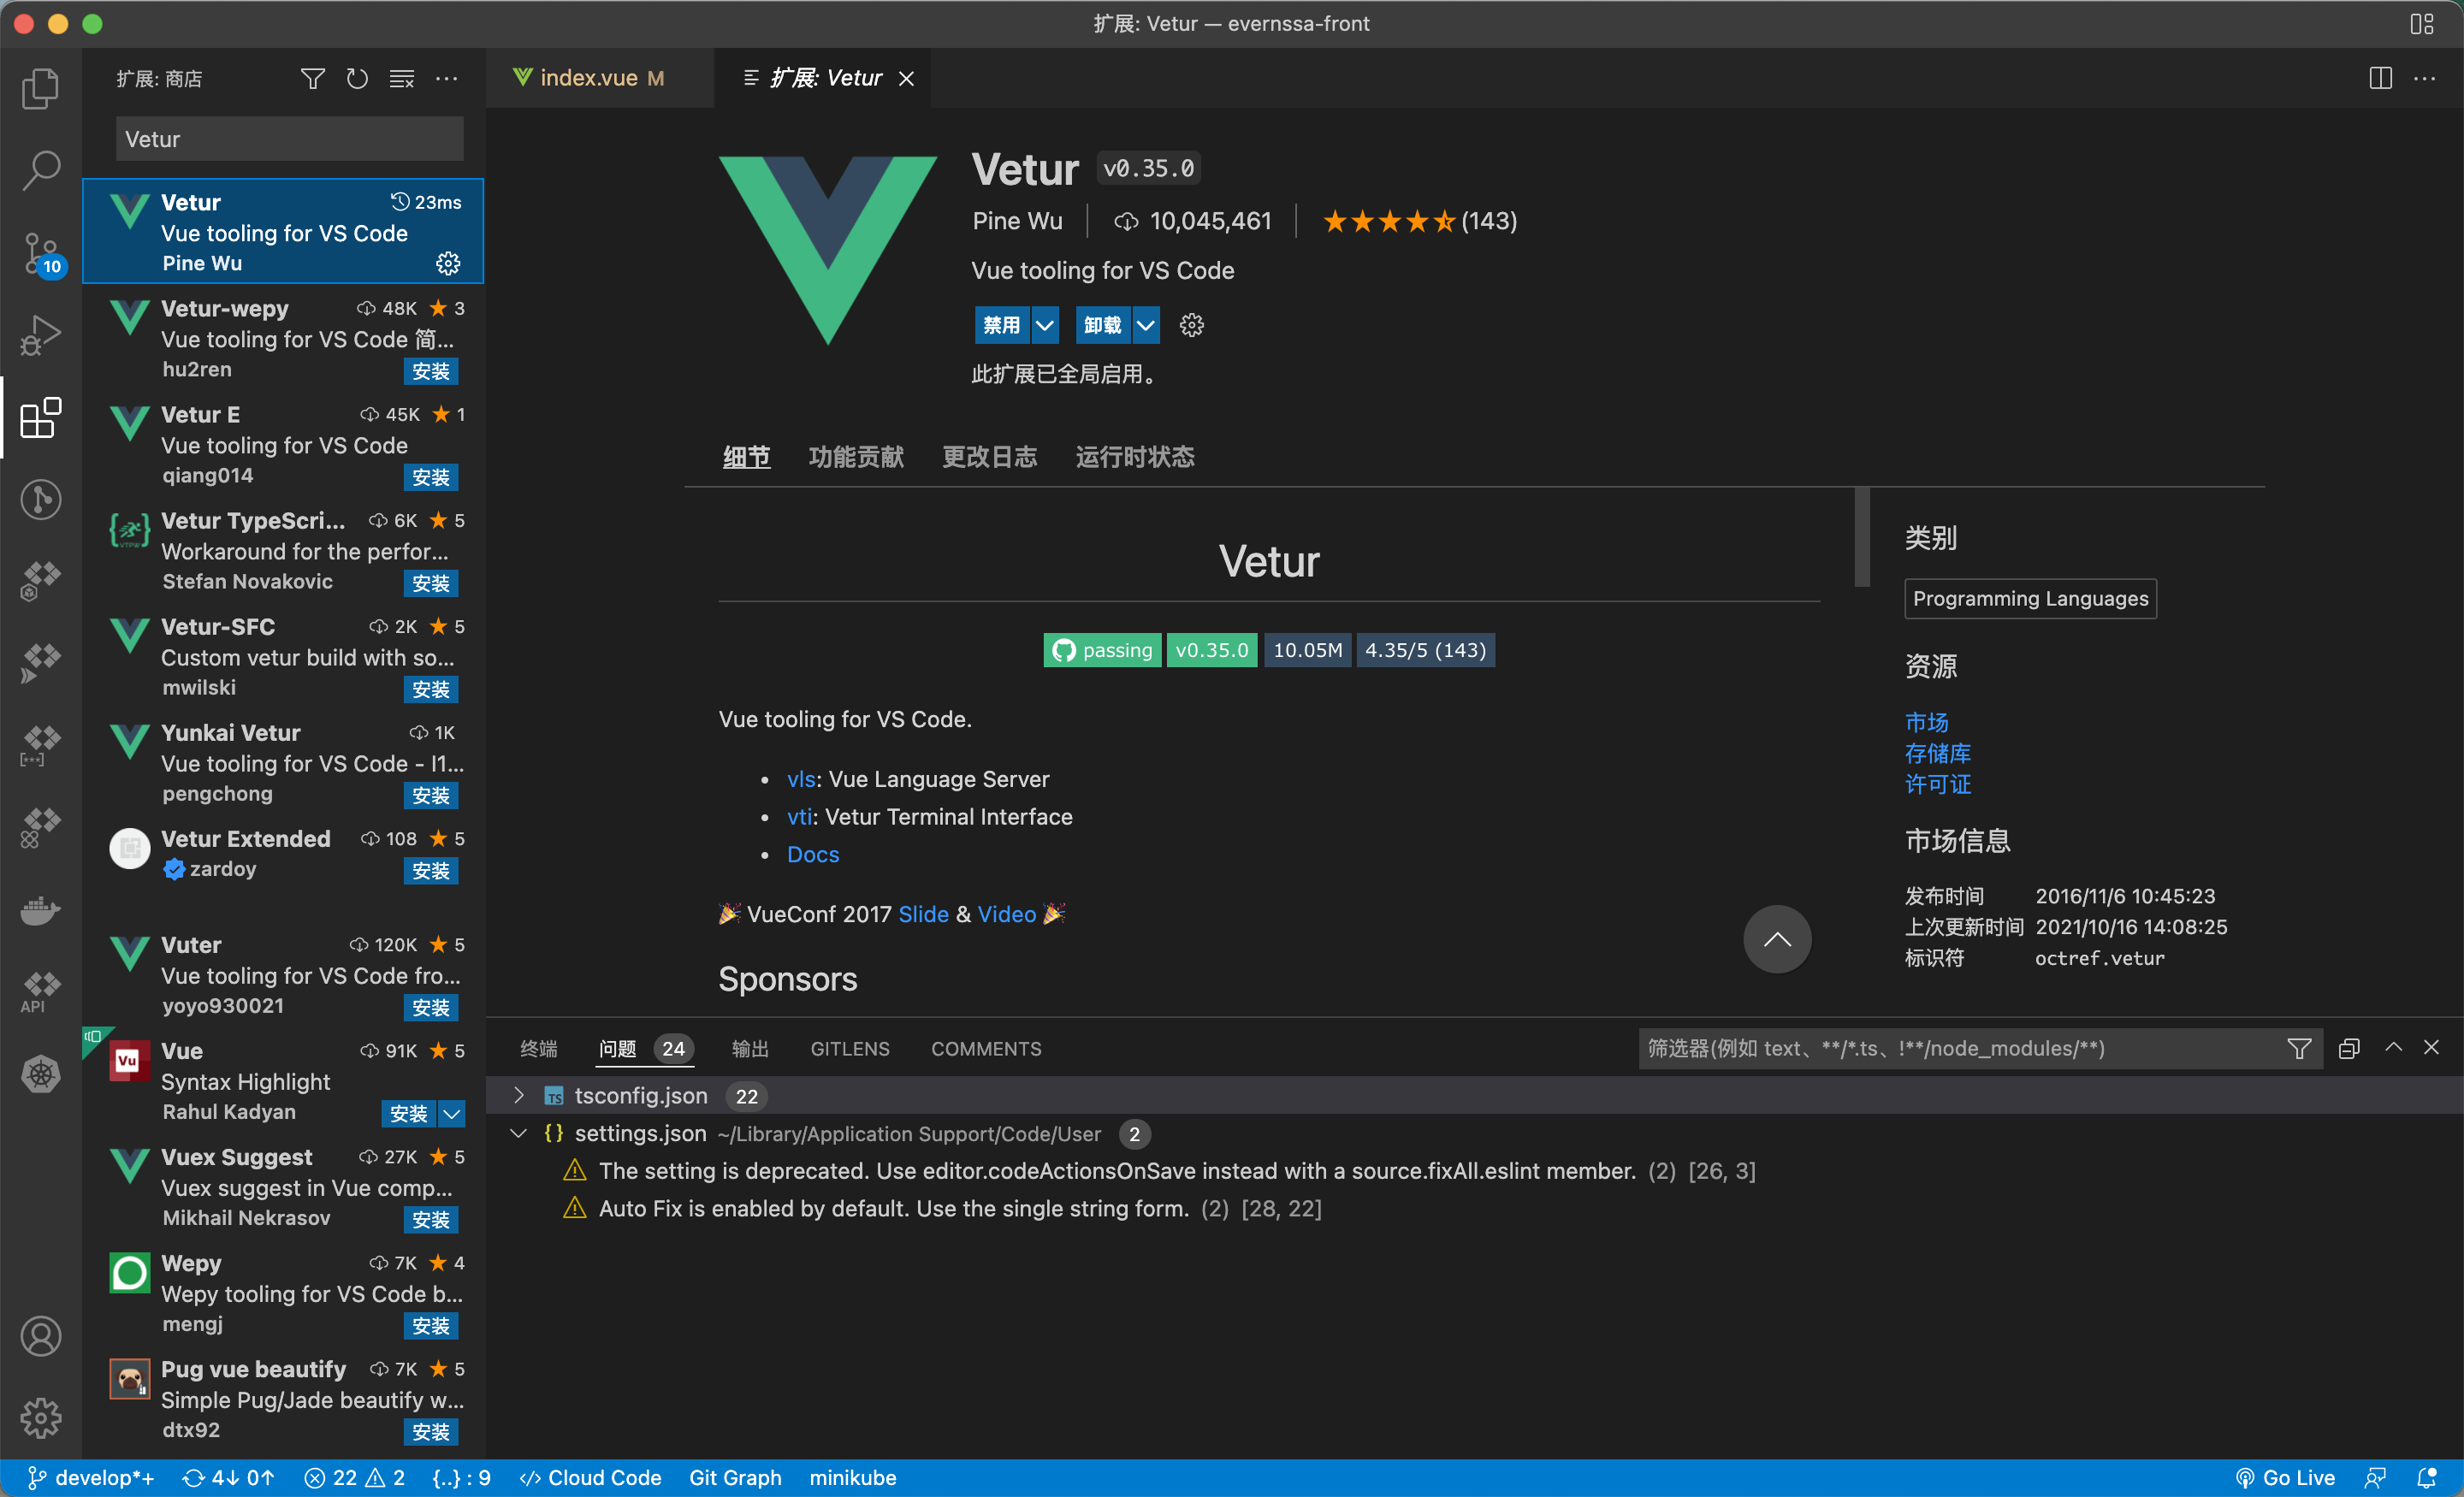 扩展: Vetur — evernssa-front
扩展: 商店
Vetur
Vetur 23ms
Vue tooling for VS Code
Pine Wu
Vetur-wepy 48K 3
Vue tooling for VS Code 简...
hu2ren 安装
Vetur E 45K 1
Vue tooling for VS Code
qiang014 安装
Vetur TypeScri... 6K 5
Workaround for the perfor...
Stefan Novakovic 安装
Vetur-SFC 2K 5
Custom vetur build with so...
mwilski 安装
Yunkai Vetur 1K
Vue tooling for VS Code - l1...
pengchong 安装
Vetur Extended 108 5
zardoy 安装
Vuter 120K 5
Vue tooling for VS Code fro...
yoyo930021 安装
Vu
Vue 91K 5
Syntax Highlight
Rahul Kadyan 安装
Vuex Suggest 27K 5
Vuex suggest in Vue comp...
Mikhail Nekrasov 安装
Wepy 7K 4
Wepy tooling for VS Code b...
mengj 安装
Pug vue beautify 7K 5
Simple Pug/Jade beautify w...
dtx92 安装
10
API
index.vue M
扩展: Vetur
Vetur v0.35.0
Pine Wu 10,045,461 (143)
Vue tooling for VS Code
禁用 卸载
此扩展已全局启用。
细节 功能贡献 更改日志 运行时状态
Vetur
passing v0.35.0 10.05M 4.35/5 (143)
Vue tooling for VS Code.
• vls: Vue Language Server
• vti: Vetur Terminal Interface
• Docs
🎉 VueConf 2017 Slide & Video 🎉
Sponsors
类别
Programming Languages
资源
市场
存储库
许可证
市场信息
发布时间 2016/11/6 10:45:23
上次更新时间 2021/10/16 14:08:25
标识符 octref.vetur
终端 问题 24 输出 GITLENS COMMENTS
筛选器(例如 text、**/*.ts、!**/node_modules/**)
TS tsconfig.json 22
{} settings.json ~/Library/Application Support/Code/User 2
The setting is deprecated. Use editor.codeActionsOnSave instead with a source.fixAll.eslint member. (2) [26, 3]
Auto Fix is enabled by default. Use the single string form. (2) [28, 22]
develop*+ 4↓ 0↑ 22 2 {..} : 9 </> Cloud Code Git Graph minikube Go Live